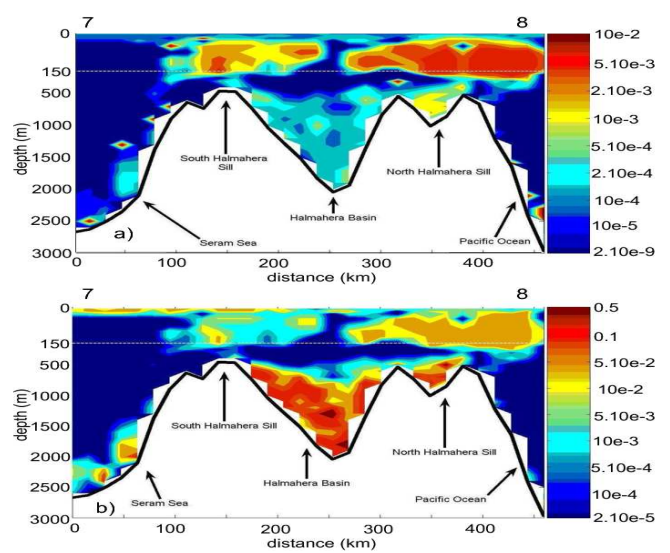 7 8
0
150
500
1000
1500
2000
2500
3000
depth (m)
South Halmahera
Sill
North Halmahera Sill
Halmahera Basin
Seram Sea
Pacific Ocean
a)
0 100 200 300 400
distance (km)
10e-2
5.10e-3
2.10e-3
10e-3
5.10e-4
2.10e-4
10e-4
10e-5
2.10e-9
7 8
0
150
500
1000
1500
2000
2500
3000
depth (m)
South Halmahera Sill
North Halmahera Sill
Halmahera Basin
Seram Sea
Pacific Ocean
b)
0 100 200 300 400
distance (km)
0.5
0.1
5.10e-2
10e-2
5.10e-3
10e-3
5.10e-4
10e-4
2.10e-5